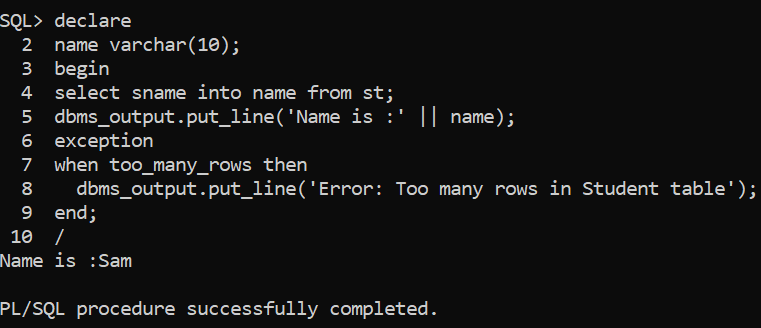 SQL> declare
  2  name varchar(10);
  3  begin
  4  select sname into name from st;
  5  dbms_output.put_line('Name is :' || name);
  6  exception
  7  when too_many_rows then
  8    dbms_output.put_line('Error: Too many rows in Student table');
  9  end;
 10  /
Name is :Sam

PL/SQL procedure successfully completed.